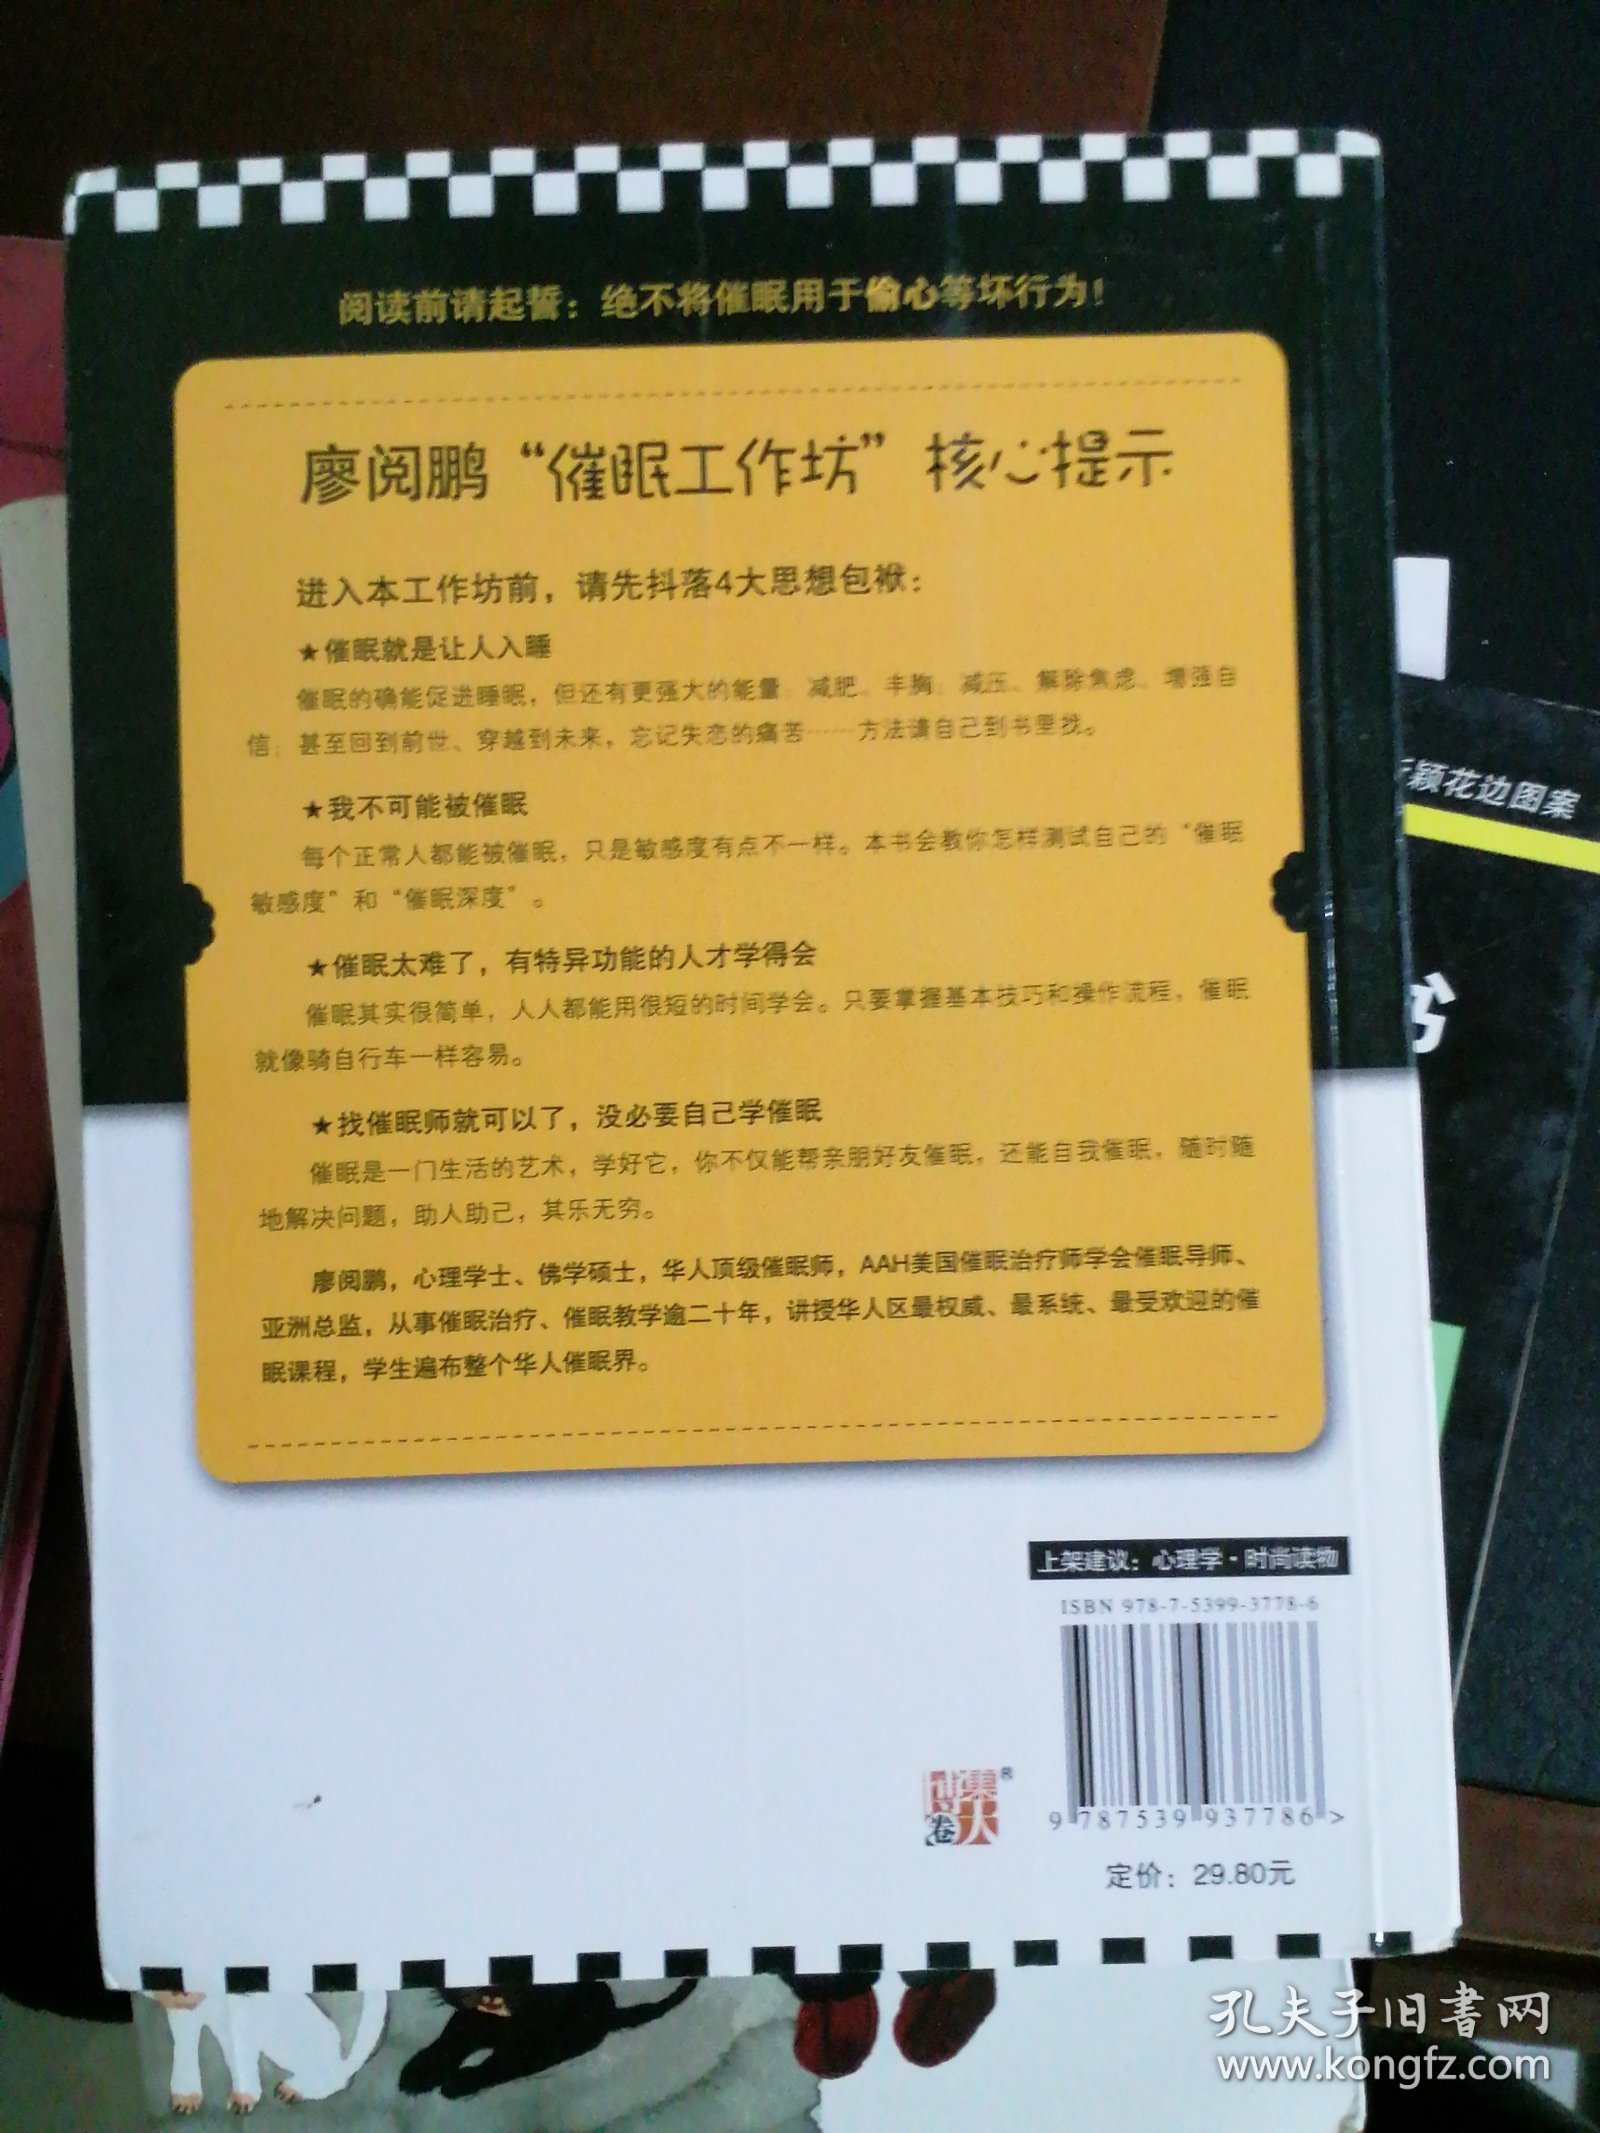 阅读前请起誓：绝不将催眠用于偷心等坏行为！
廖阅鹏“催眠工作坊”核心提示
进入本工作坊前，请先抖落4大思想包袱：
★催眠就是让人入睡
催眠的确能促进睡眠，但还有更强大的能量：减肥、丰胸、减压、解除焦虑、增强自
信；甚至回到前世、穿越到未来，忘记失恋的痛苦……方法请自己到书里找。
★我不可能被催眠
每个正常人都能被催眠，只是敏感度有点不一样。本书会教你怎样测试自己的“催眠
敏感度”和“催眠深度”。
★催眠太难了，有特异功能的人才学得会
催眠其实很简单，人人都能用很短的时间学会。只要掌握基本技巧和操作流程，催眠
就像骑自行车一样容易。
★找催眠师就可以了，没必要自己学催眠
催眠是一门生活的艺术，学好它，你不仅能帮亲朋好友催眠，还能自我催眠，随时随
地解决问题，助人助己，其乐无穷。
廖阅鹏，心理学士、佛学硕士，华人顶级催眠师，AAH美国催眠治疗师学会催眠导师、
亚洲总监，从事催眠治疗、催眠教学逾二十年，讲授华人区最权威、最系统、最受欢迎的催
眠课程，学生遍布整个华人催眠界。
上架建议：心理学·时尚读物
ISBN 978-7-5399-3778-6
9 787539 937786 >
定价：29.80元
颖花边图案
孔夫子旧书网
www.kongfz.com